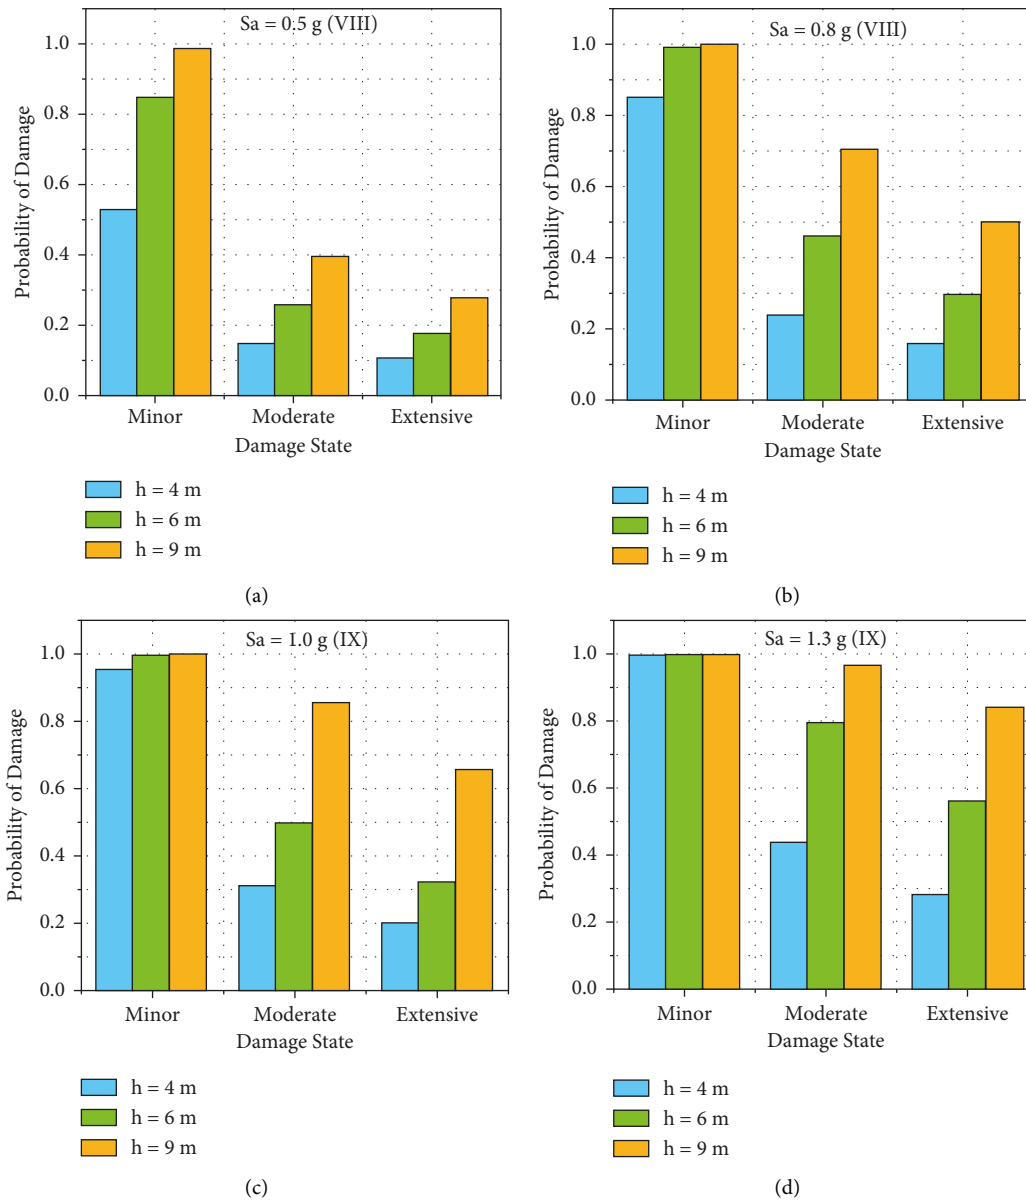 Sa = 0.5 g (VIII)
Probability of Damage
1.0
0.8
0.6
0.4
0.2
0.0
Minor
Moderate
Extensive
Damage State
h = 4 m
h = 6 m
h = 9 m
(a)
Sa = 0.8 g (VIII)
Probability of Damage
1.0
0.8
0.6
0.4
0.2
0.0
Minor
Moderate
Extensive
Damage State
h = 4 m
h = 6 m
h = 9 m
(b)
Sa = 1.0 g (IX)
Probability of Damage
1.0
0.8
0.6
0.4
0.2
0.0
Minor
Moderate
Extensive
Damage State
h = 4 m
h = 6 m
h = 9 m
(c)
Sa = 1.3 g (IX)
Probability of Damage
1.0
0.8
0.6
0.4
0.2
0.0
Minor
Moderate
Extensive
Damage State
h = 4 m
h = 6 m
h = 9 m
(d)